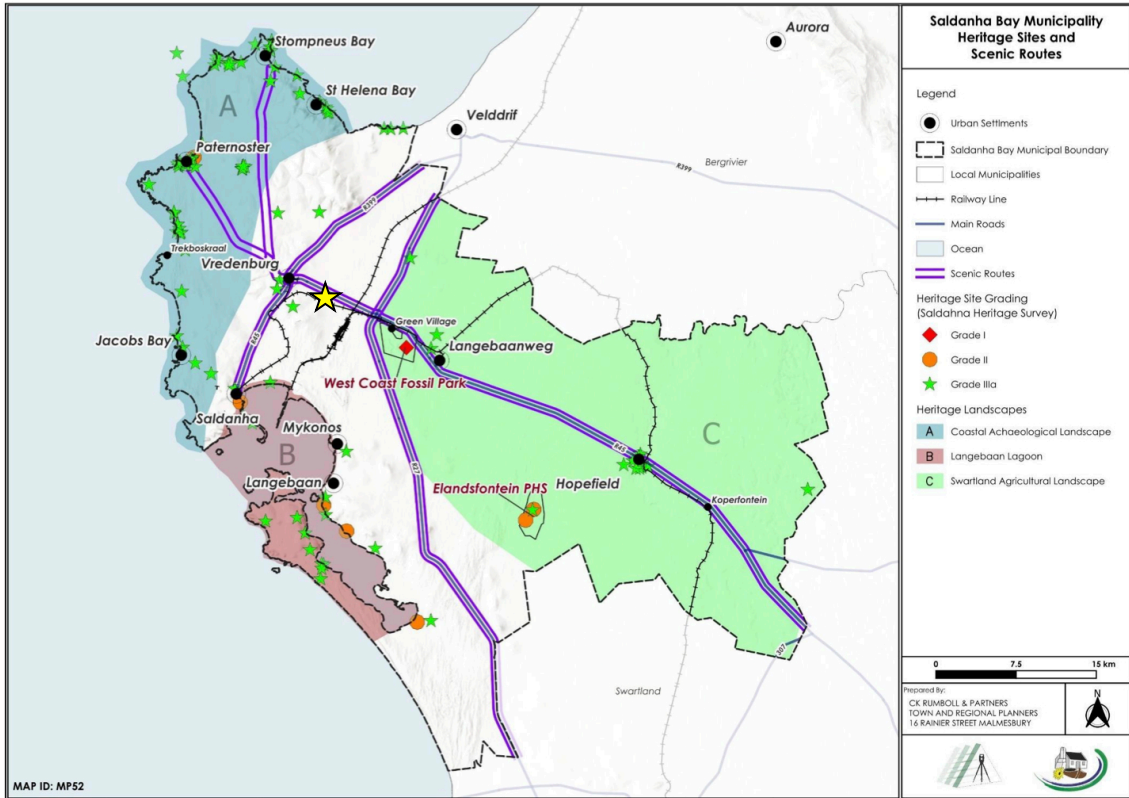 Saldanha Bay Municipality
Heritage Sites and
Scenic Routes
Legend
Urban Settlments
Saldanha Bay Municipal Boundary
Local Municipalities
Railway Line
Main Roads
Ocean
Scenic Routes
Heritage Site Grading
(Saldahna Heritage Survey)
Grade I
Grade II
Grade IIIa
Heritage Landscapes
A Coastal Achaeological Landscape
B Langebaan Lagoon
C Swartland Agricultural Landscape
0 7.5 15 km
Prepared By:
CK RUMBOLL & PARTNERS
TOWN AND REGIONAL PLANNERS
16 RAINIER STREET MALMESBURY
N
Aurora
Stompneus Bay
A
St Helena Bay
Velddrif
Bergrivier
R399
Paternoster
R399
Trekboskraal
Vredenburg
Green Village
R45
Jacobs Bay
Langebaanweg
West Coast Fossil Park
Saldanha
Mykonos
C
B
R45
Langebaan
R27
Hopefield
Elandsfontein PHS
Koperfontein
307
Swartland
MAP ID: MP52